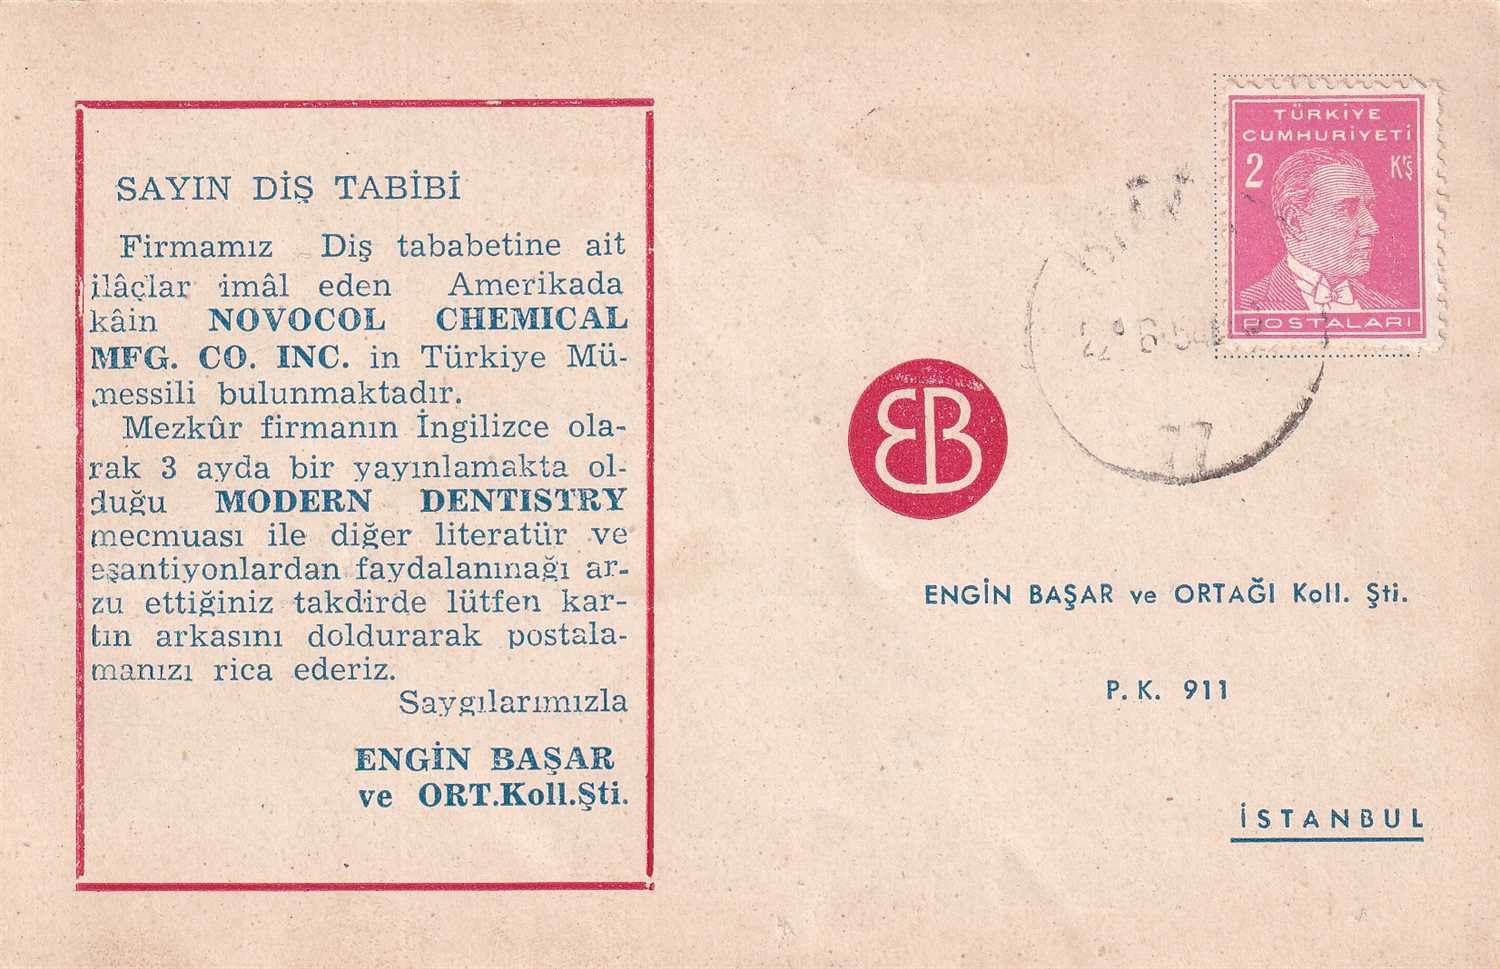 SAYIN DİŞ TABİBİ
Firmamız Diş tababetine ait
ilâçlar imâl eden Amerikada
kâin NOVOCOL CHEMICAL
MFG. CO. INC. in Türkiye Mü-
messili bulunmaktadır.
Mezkûr firmanın İngilizce ola-
rak 3 ayda bir yayınlamakta ol-
duğu MODERN DENTISTRY
mecmuası ile diğer literatür ve
eşantiyonlardan faydalanmağı ar-
zu ettiğiniz takdirde lütfen kar-
tın arkasını doldurarak postala-
manızı rica ederiz.
Saygılarımızla
ENGİN BAŞAR
ve ORT.Koll.Şti.
TÜRKİYE
CUMHURİYETİ
2 Krş
POSTALARI
EB
ENGİN BAŞAR ve ORTAĞI Koll. Şti.
P. K. 911
İSTANBUL